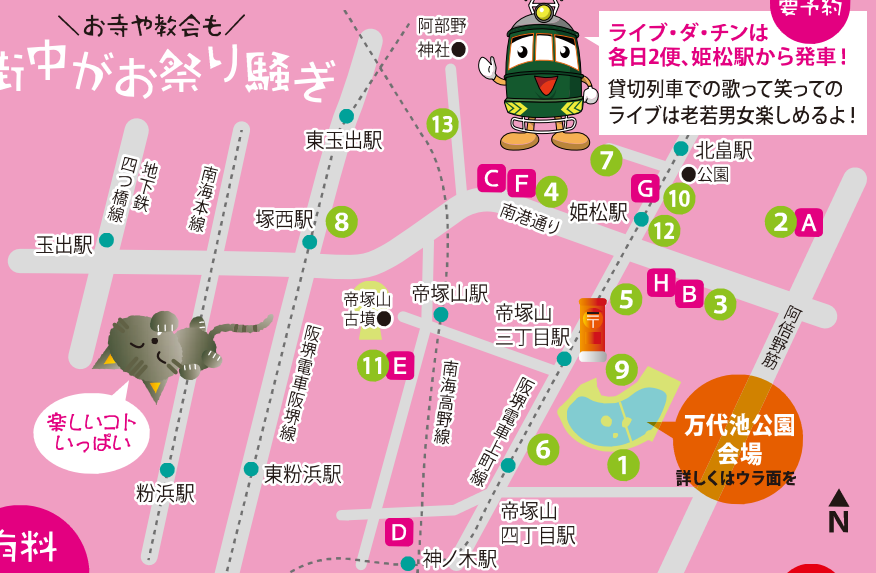 お寺や教会も
街中がお祭り騒ぎ
要予約
ライブ・ダ・チンは
各日2便、姫松駅から発車！
貸切列車での歌って笑っての
ライブは老若男女楽しめるよ！
阿部野
神社
13
東玉出駅
7
北畠駅
公園
C F 4
G
10
姫松駅
12
南港通り
2 A
地下鉄
四つ橋線
南海本線
塚西駅
8
玉出駅
H B 3
5
帝塚山
古墳
帝塚山駅
帝塚山
三丁目駅
阿倍野筋
11 E
9
阪堺電車阪堺線
南海高野線
阪堺電車上町線
楽しいコト
いっぱい
万代池公園
会場
詳しくはウラ面を
6
1
粉浜駅
東粉浜駅
帝塚山
四丁目駅
D
神ノ木駅
N
有料